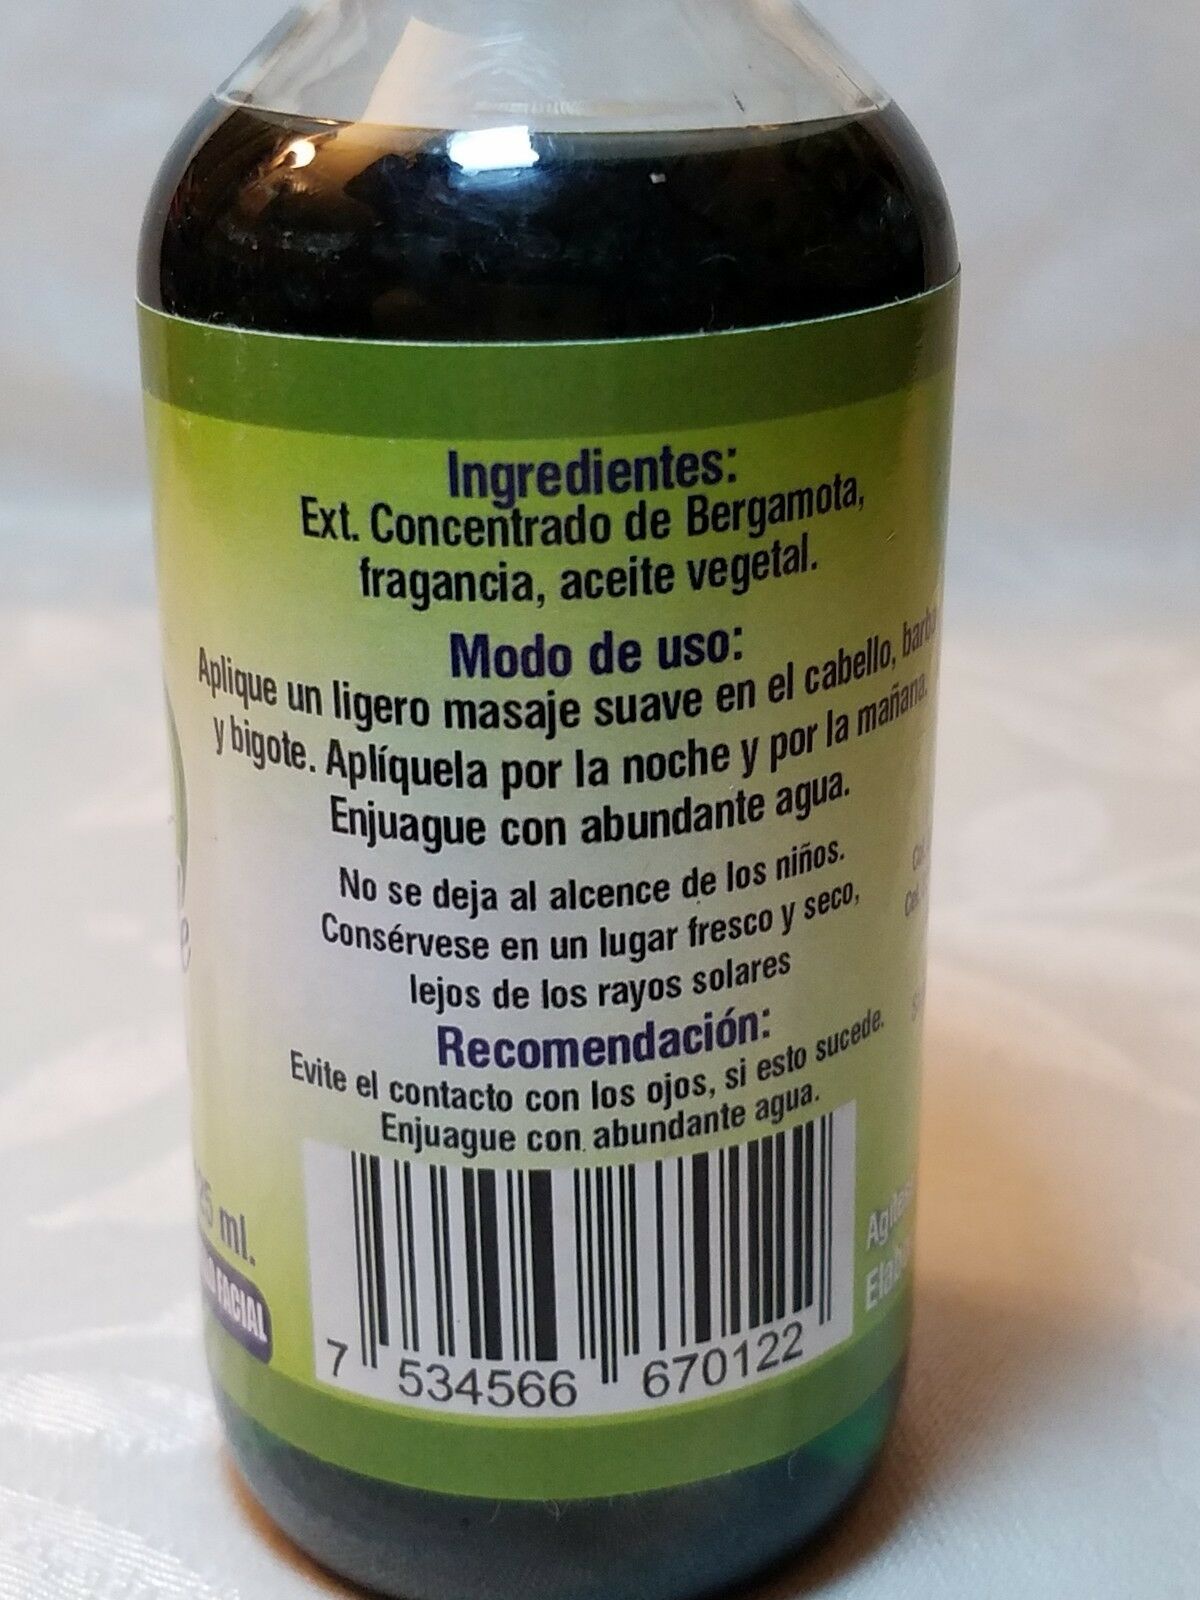 Ingredientes:
Ext. Concentrado de Bergamota,
fragancia, aceite vegetal.
Modo de uso:
Aplique un ligero masaje suave en el cabello, barba
y bigote. Aplíquela por la noche y por la mañana.
Enjuague con abundante agua.
No se deja al alcence de los niños.
Consérvese en un lugar fresco y seco,
lejos de los rayos solares
Recomendación:
Evite el contacto con los ojos, si esto sucede.
Enjuague con abundante agua.
7 534566 670122
ml.
FACIAL